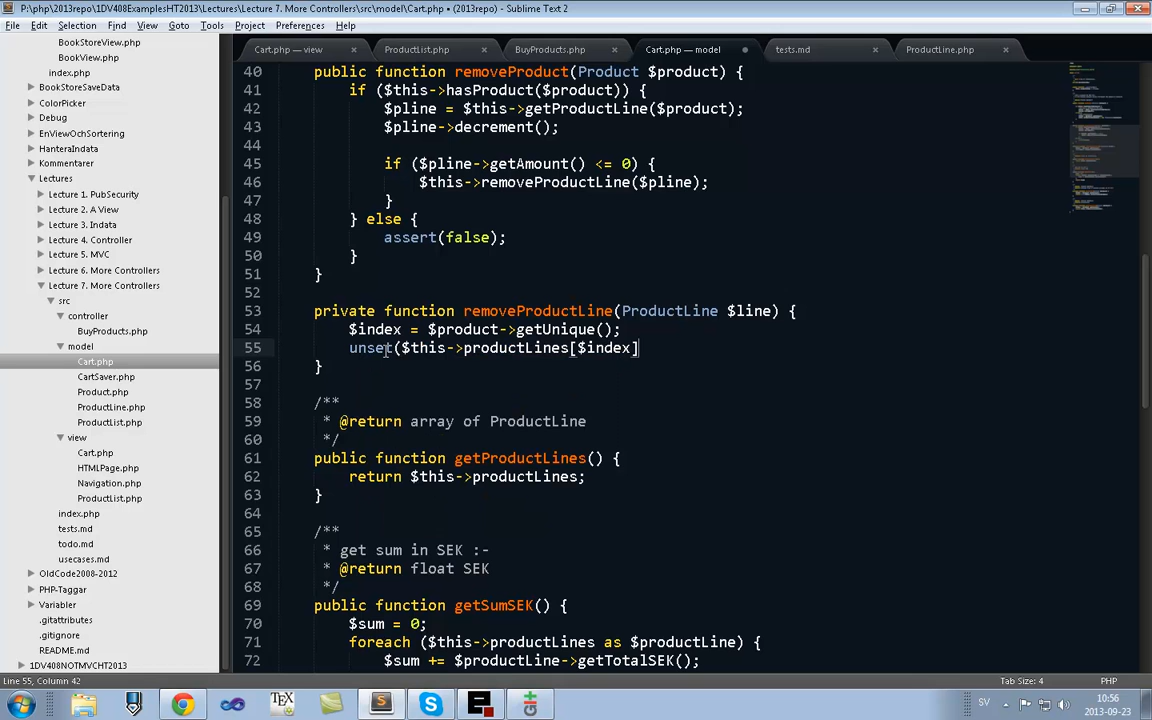 P:\php\2013repo\1DV408ExamplesHT2013\Lectures\Lecture 7. More Controllers\src\model\Cart.php • (2013repo) - Sublime Text 2
File Edit Selection Find View Goto Tools Project Preferences Help
BookStoreView.php
BookView.php
index.php
BookStoreSaveData
ColorPicker
Debug
EnViewOchSortering
HanteraIndata
Kommentarer
Lectures
Lecture 1. PubSecurity
Lecture 2. A View
Lecture 3. Indata
Lecture 4. Controller
Lecture 5. MVC
Lecture 6. More Controllers
Lecture 7. More Controllers
src
controller
BuyProducts.php
model
Cart.php
CartSaver.php
Product.php
ProductLine.php
ProductList.php
view
Cart.php
HTMLPage.php
Navigation.php
ProductList.php
index.php
tests.md
todo.md
usecases.md
OldCode2008-2012
PHP-Taggar
Variabler
.gitattributes
.gitignore
README.md
1DV408NOTMVCHT2013
Cart.php — view × ProductList.php × BuyProducts.php × Cart.php — model • tests.md × ProductLine.php ×
40 public function removeProduct(Product $product) {
41 if ($this->hasProduct($product)) {
42 $pline = $this->getProductLine($product);
43 $pline->decrement();
44
45 if ($pline->getAmount() <= 0) {
46 $this->removeProductLine($pline);
47 }
48 } else {
49 assert(false);
50 }
51 }
52
53 private function removeProductLine(ProductLine $line) {
54 $index = $product->getUnique();
55 unset($this->productLines[$index]
56 }
57
58 /**
59 * @return array of ProductLine
60 */
61 public function getProductLines() {
62 return $this->productLines;
63 }
64
65 /**
66 * get sum in SEK :-
67 * @return float SEK
68 */
69 public function getSumSEK() {
70 $sum = 0;
71 foreach ($this->productLines as $productLine) {
72 $sum += $productLine->getTotalSEK();
Line 55, Column 42
Tab Size: 4 PHP
SV
10:56
2013-09-23